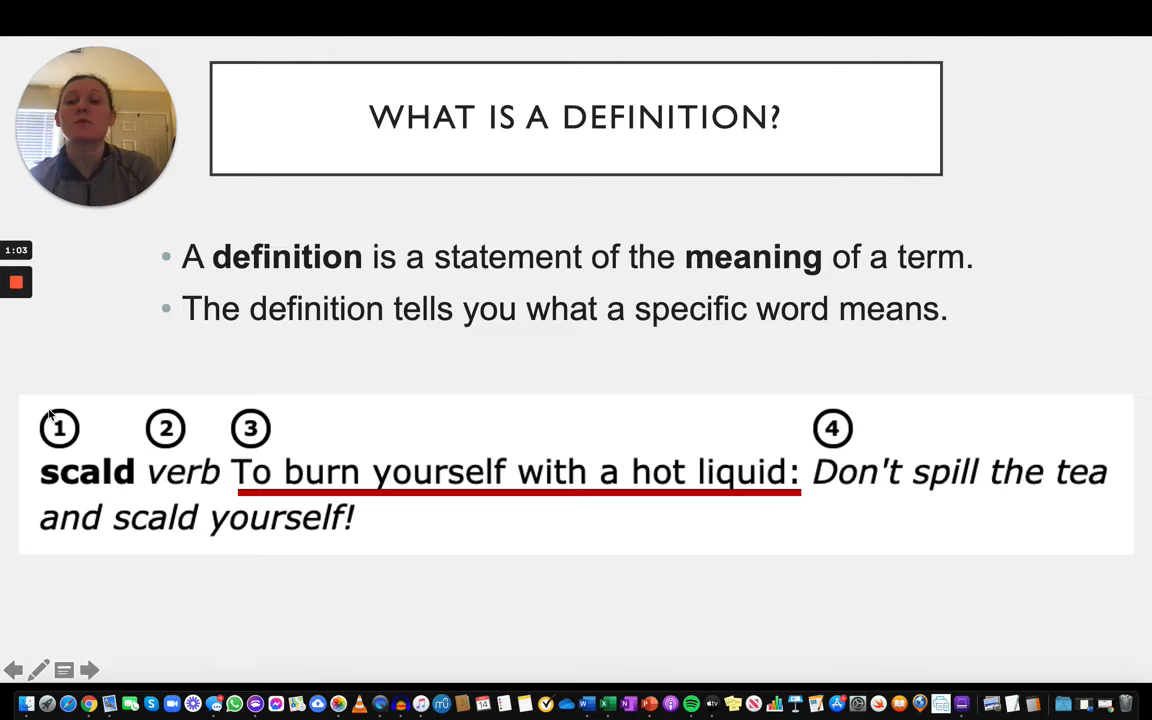 WHAT IS A DEFINITION?
1:03
• A definition is a statement of the meaning of a term.
• The definition tells you what a specific word means.
1 2 3 4
scald verb To burn yourself with a hot liquid: Don't spill the tea
and scald yourself!
14